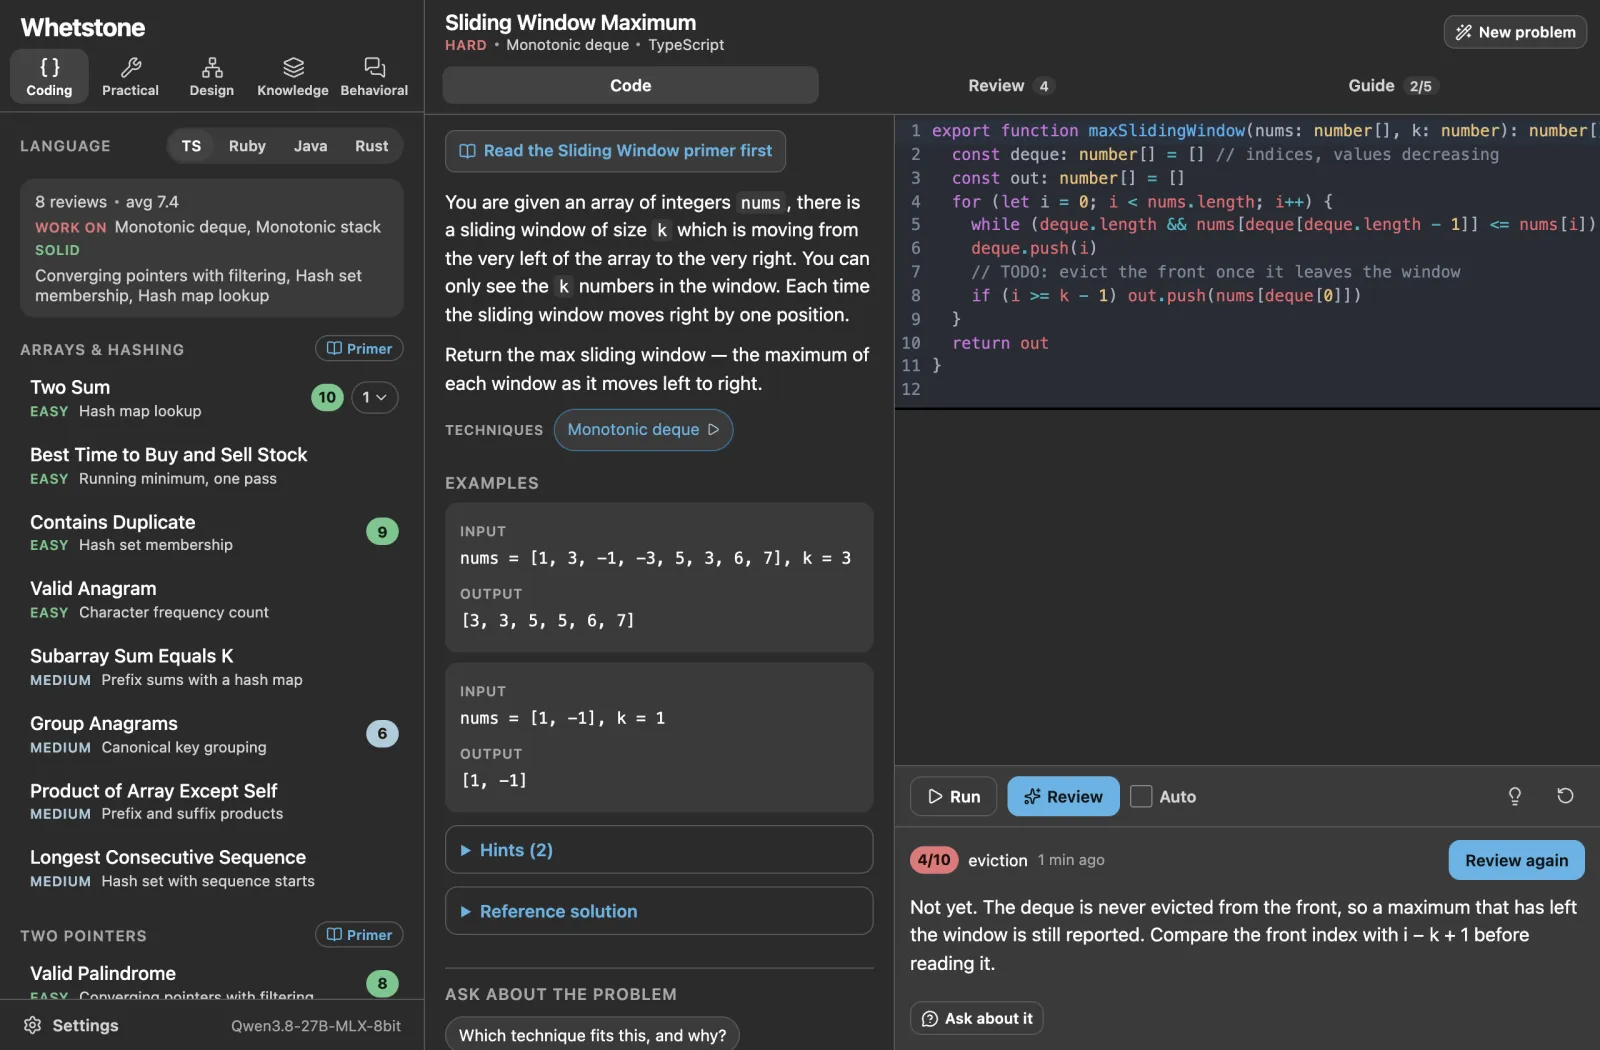 Whetstone
Coding
Practical
Design
Knowledge
Behavioral
LANGUAGE
TS Ruby Java Rust
8 reviews • avg 7.4
WORK ON Monotonic deque, Monotonic stack
SOLID
Converging pointers with filtering, Hash set
membership, Hash map lookup
ARRAYS & HASHING Primer
Two Sum
EASY Hash map lookup
10 1
Best Time to Buy and Sell Stock
EASY Running minimum, one pass
Contains Duplicate
EASY Hash set membership
9
Valid Anagram
EASY Character frequency count
Subarray Sum Equals K
MEDIUM Prefix sums with a hash map
Group Anagrams
MEDIUM Canonical key grouping
6
Product of Array Except Self
MEDIUM Prefix and suffix products
Longest Consecutive Sequence
MEDIUM Hash set with sequence starts
TWO POINTERS Primer
Valid Palindrome
EASY Converging pointers with filtering
8
Settings Qwen3.8-27B-MLX-8bit
Sliding Window Maximum
HARD • Monotonic deque • TypeScript
New problem
Code
Review 4
Guide 2/5
Read the Sliding Window primer first
You are given an array of integers nums, there is
a sliding window of size k which is moving from
the very left of the array to the very right. You can
only see the k numbers in the window. Each time
the sliding window moves right by one position.
Return the max sliding window — the maximum of
each window as it moves left to right.
TECHNIQUES Monotonic deque
EXAMPLES
INPUT
nums = [1, 3, −1, −3, 5, 3, 6, 7], k = 3
OUTPUT
[3, 3, 5, 5, 6, 7]
INPUT
nums = [1, −1], k = 1
OUTPUT
[1, −1]
Hints (2)
Reference solution
ASK ABOUT THE PROBLEM
Which technique fits this, and why?
1 export function maxSlidingWindow(nums: number[], k: number): number[
2 const deque: number[] = [] // indices, values decreasing
3 const out: number[] = []
4 for (let i = 0; i < nums.length; i++) {
5 while (deque.length && nums[deque[deque.length - 1]] <= nums[i])
6 deque.push(i)
7 // TODO: evict the front once it leaves the window
8 if (i >= k - 1) out.push(nums[deque[0]])
9 }
10 return out
11 }
12
Run Review Auto
4/10 eviction 1 min ago
Review again
Not yet. The deque is never evicted from the front, so a maximum that has left
the window is still reported. Compare the front index with i − k + 1 before
reading it.
Ask about it